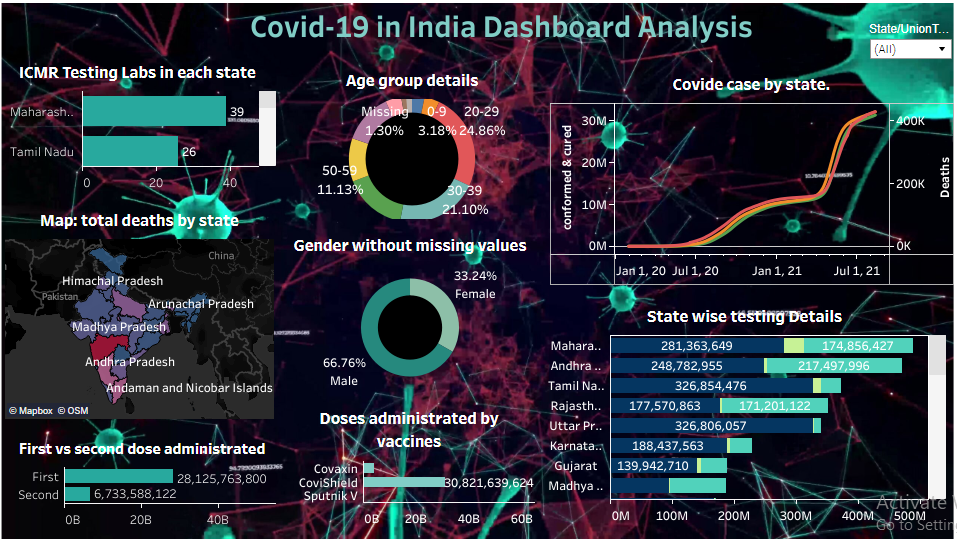 Covid-19 in India Dashboard Analysis
State/UnionT...
(All)
ICMR Testing Labs in each state
Maharash..
39
Tamil Nadu
26
0
20
40
Map: total deaths by state
China
Himachal Pradesh
Pakistan
Arunachal Pradesh
Madhya Pradesh
Andhra Pradesh
Andaman and Nicobar Islands
© Mapbox © OSM
First vs second dose administrated
First
28,125,763,800
Second
6,733,588,122
0B
20B
40B
Age group details
Missing
1.30%
0-9
3.18%
20-29
24.86%
50-59
11.13%
30-39
21.10%
Gender without missing values
33.24%
Female
66.76%
Male
Doses administrated by
vaccines
Covaxin
CoviShield
30,821,639,624
Sputnik V
0B
20B
40B
60B
Covide case by state.
conformed & cured
30M
20M
10M
0M
400K
200K
0K
Deaths
Jan 1, 20
Jul 1, 20
Jan 1, 21
Jul 1, 21
State wise testing Details
Mahara..
281,363,649
174,856,427
Andhra ..
248,782,955
217,497,996
Tamil Na..
326,854,476
Rajasth..
177,570,863
171,201,122
Uttar Pr..
326,806,057
Karnata..
188,437,563
Gujarat
139,942,710
Madhya ..
0M
100M
200M
300M
400M
500M
Activate
Go to